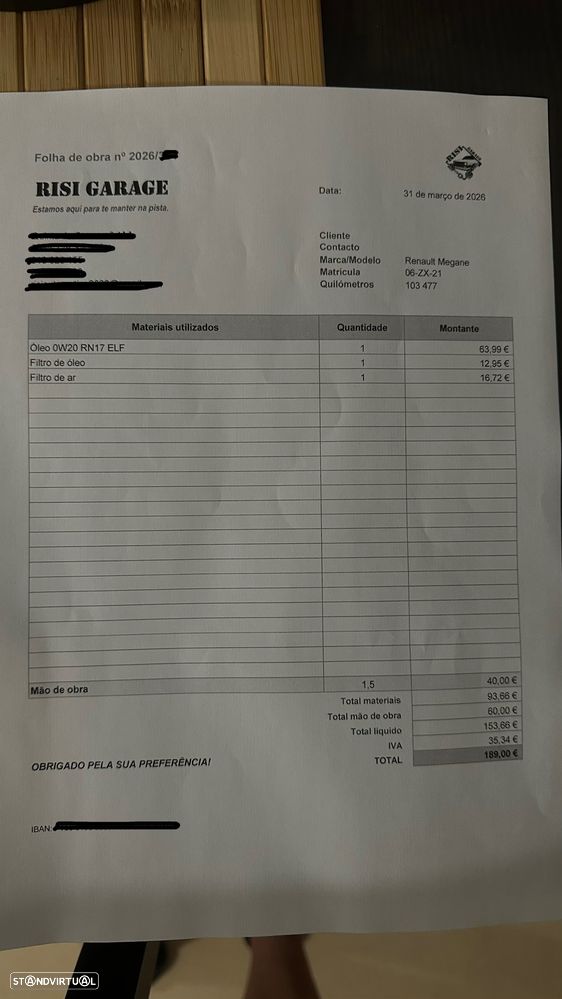 Folha de obra nº 2026/
RISI GARAGE
Estamos aqui para te manter na pista.
Data: 31 de março de 2026
Cliente
Contacto
Marca/Modelo Renault Megane
Matricula 06-ZX-21
Quilómetros 103 477
Materiais utilizados Quantidade Montante
Óleo 0W20 RN17 ELF 1 63,99 €
Filtro de óleo 1 12,95 €
Filtro de ar 1 16,72 €
Mão de obra 1,5 40,00 €
Total materiais 93,66 €
Total mão de obra 60,00 €
Total liquido 153,66 €
IVA 35,34 €
TOTAL 189,00 €
OBRIGADO PELA SUA PREFERÊNCIA!
IBAN:
STANDVIRTUAL